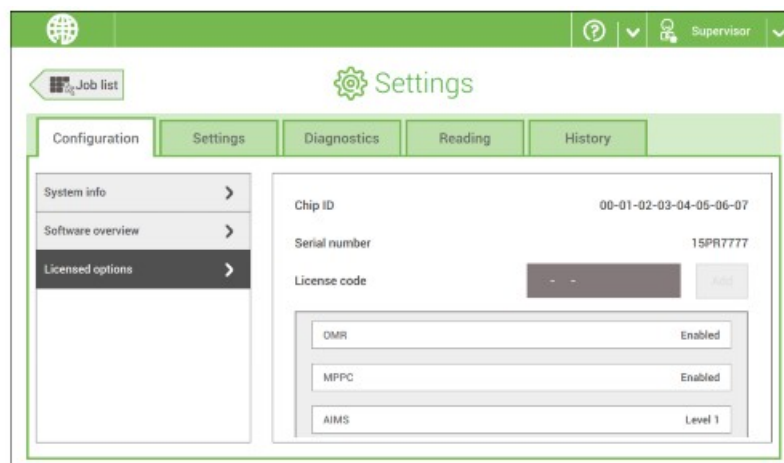 Supervisor
Job list
Settings
Configuration Settings Diagnostics Reading History
System info
Software overview
Licensed options
Chip ID 00-01-02-03-04-05-06-07
Serial number 15PR7777
License code - - Add
OMR Enabled
MPPC Enabled
AIMS Level 1